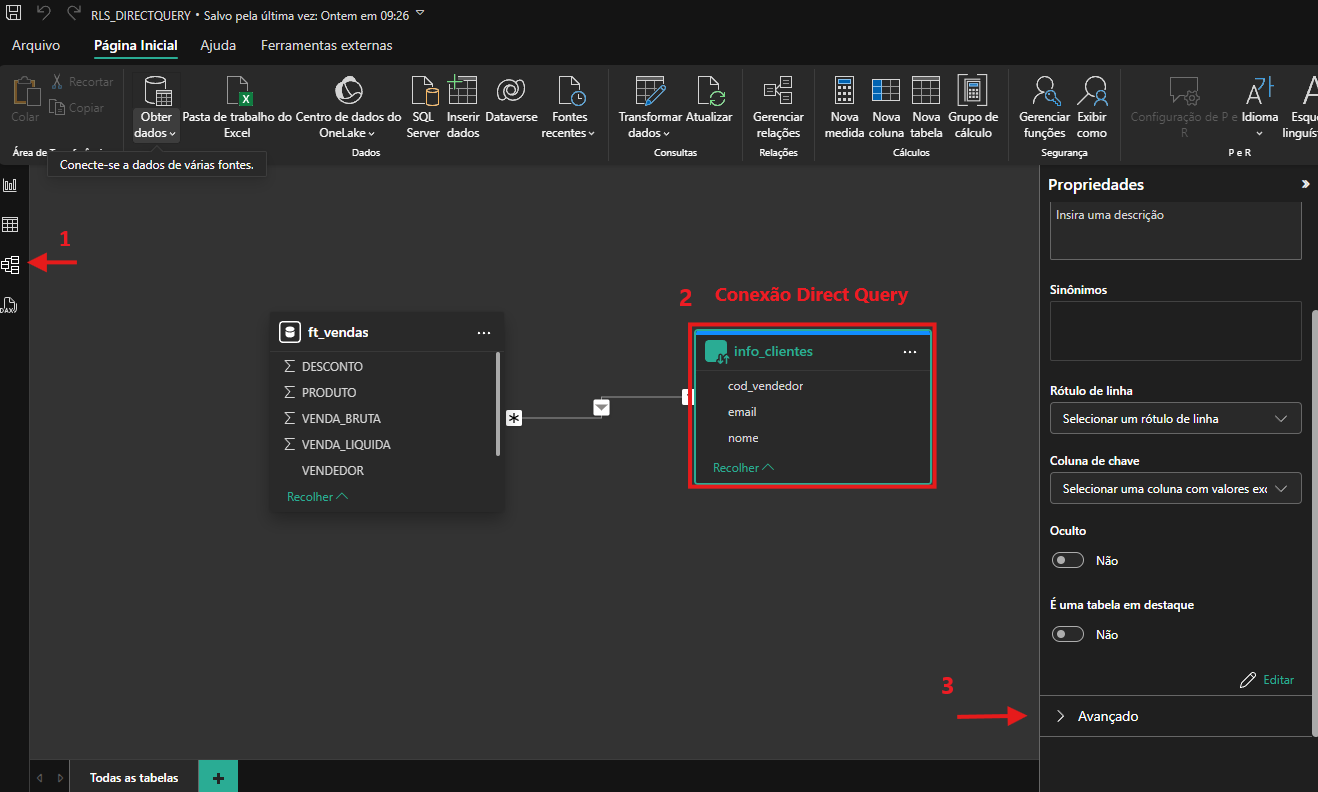 RLS_DIRECTQUERY • Salvo pela última vez: Ontem em 09:26
Arquivo
Página Inicial
Ajuda
Ferramentas externas
Colar
Recortar
Copiar
Obter
dados
Pasta de trabalho do
Excel
Centro de dados do
OneLake
SQL
Server
Inserir
dados
Dataverse
Fontes
recentes
Transformar
dados
Atualizar
Gerenciar
relações
Nova
medida
Nova
coluna
Nova
tabela
Grupo de
cálculo
Gerenciar
funções
Exibir
como
Configuração de P e
R
Idioma
Esqu
linguís
Área de
Dados
Consultas
Relações
Cálculos
Segurança
P e R
Conecte-se a dados de várias fontes.
1
DAX
ft_vendas
DESCONTO
PRODUTO
VENDA_BRUTA
VENDA_LIQUIDA
VENDEDOR
Recolher
2 Conexão Direct Query
info_clientes
cod_vendedor
email
nome
Recolher
Propriedades
Insira uma descrição
Sinônimos
Rótulo de linha
Selecionar um rótulo de linha
Coluna de chave
Selecionar uma coluna com valores exc
Oculto
Não
É uma tabela em destaque
Não
Editar
3
Avançado
Todas as tabelas